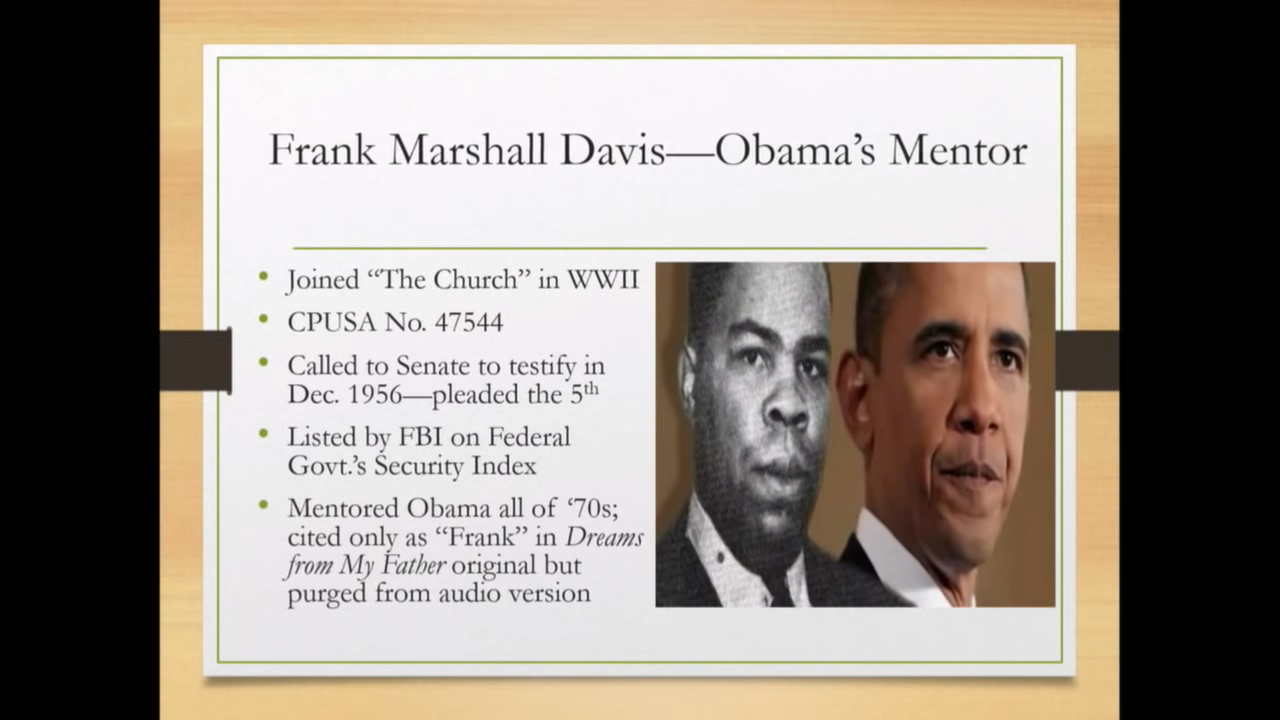 Frank Marshall Davis—Obama’s Mentor
• Joined “The Church” in WWII
• CPUSA No. 47544
• Called to Senate to testify in
Dec. 1956—pleaded the 5th
• Listed by FBI on Federal
Govt.’s Security Index
• Mentored Obama all of ‘70s;
cited only as “Frank” in Dreams
from My Father original but
purged from audio version